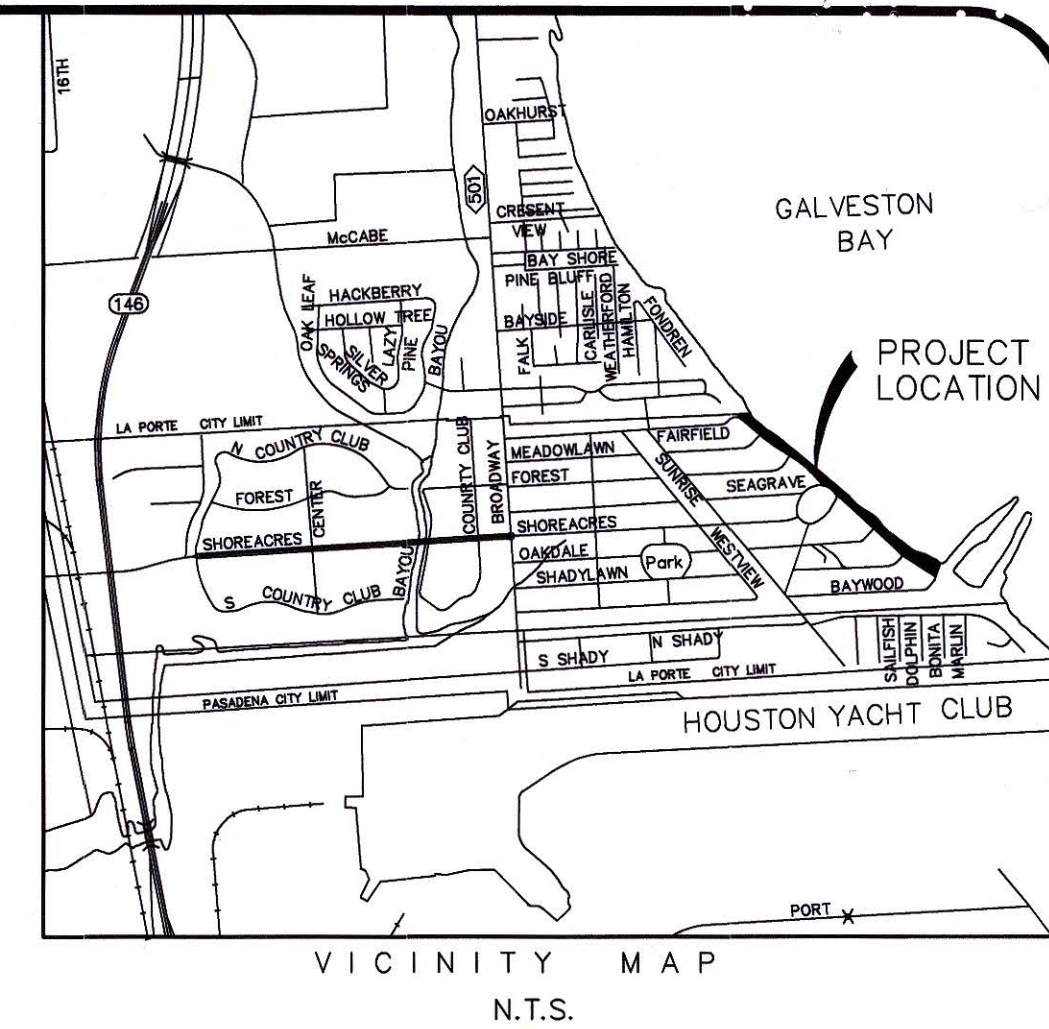 16TH
OAKHURST
501
GALVESTON
BAY
CRESENT
VIEW
McCABE
BAY SHORE
PINE BLUFF
146
OAK LEAF
HACKBERRY
HOLLOW TREE
LAZY
PINE
SILVER
SPRINGS
BAYOU
BAYSIDE
FALK
CARLISLE
WEATHERFORD
HAMILTON
FONDREN
PROJECT
LOCATION
LA PORTE CITY LIMIT
N COUNTRY CLUB
COUNRTY CLUB
BROADWAY
MEADOWLAWN
FAIRFIELD
FOREST
CENTER
FOREST
SUNRISE
SEAGRAVE
SHOREACRES
SHOREACRES
WESTVIEW
OAKDALE
Park
SHADYLAWN
BAYOU
S COUNTRY CLUB
BAYWOOD
N SHADY
S SHADY
SAILFISH
DOLPHIN
BONITA
MARLIN
LA PORTE CITY LIMIT
PASADENA CITY LIMIT
HOUSTON YACHT CLUB
PORT
VICINITY MAP
N.T.S.